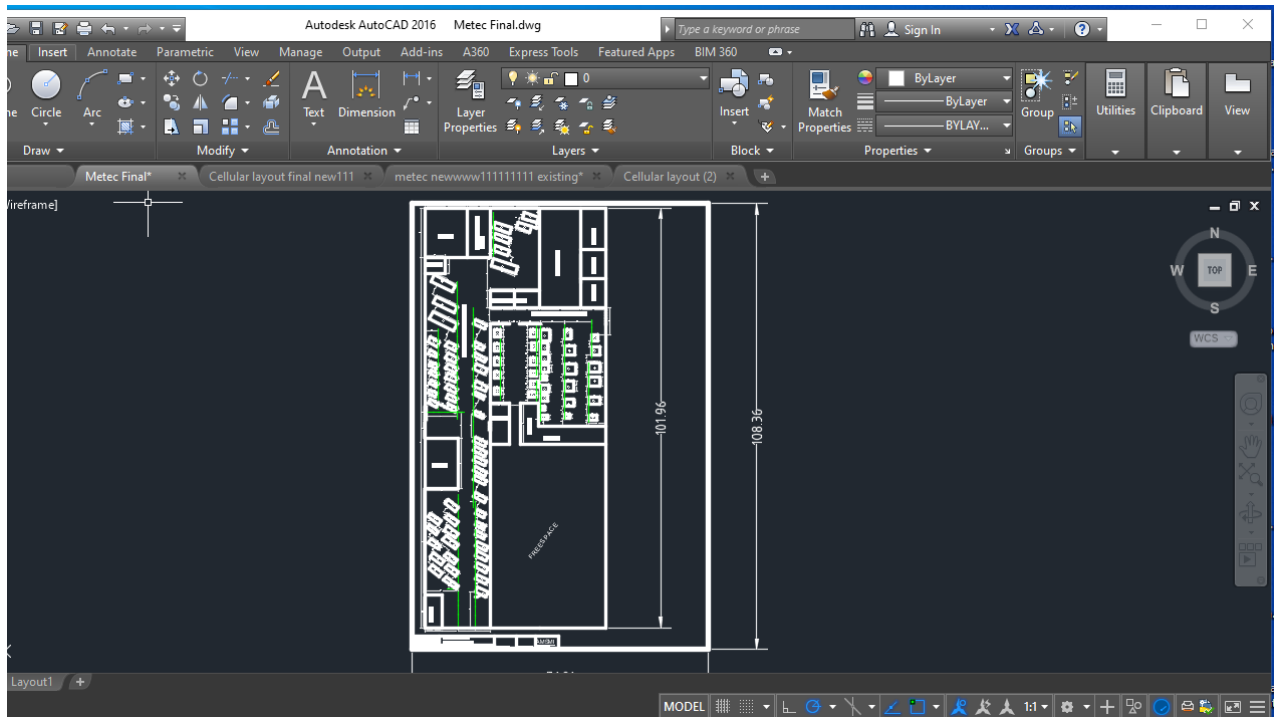 Autodesk AutoCAD 2016 Metec Final.dwg
Type a keyword or phrase
Sign In
Insert Annotate Parametric View Manage Output Add-ins A360 Express Tools Featured Apps BIM 360
Circle Arc
Text Dimension
Layer Properties
0
Insert
Match Properties
ByLayer
ByLayer
BYLAY...
Group
Utilities
Clipboard
View
Draw Modify Annotation Layers Block Properties Groups
Metec Final* Cellular layout final new111 metec newwww111111111 existing* Cellular layout (2)
Wireframe]
N
W TOP E
S
WCS
101.96
108.36
FREESPACE
Layout1
MODEL
1:1